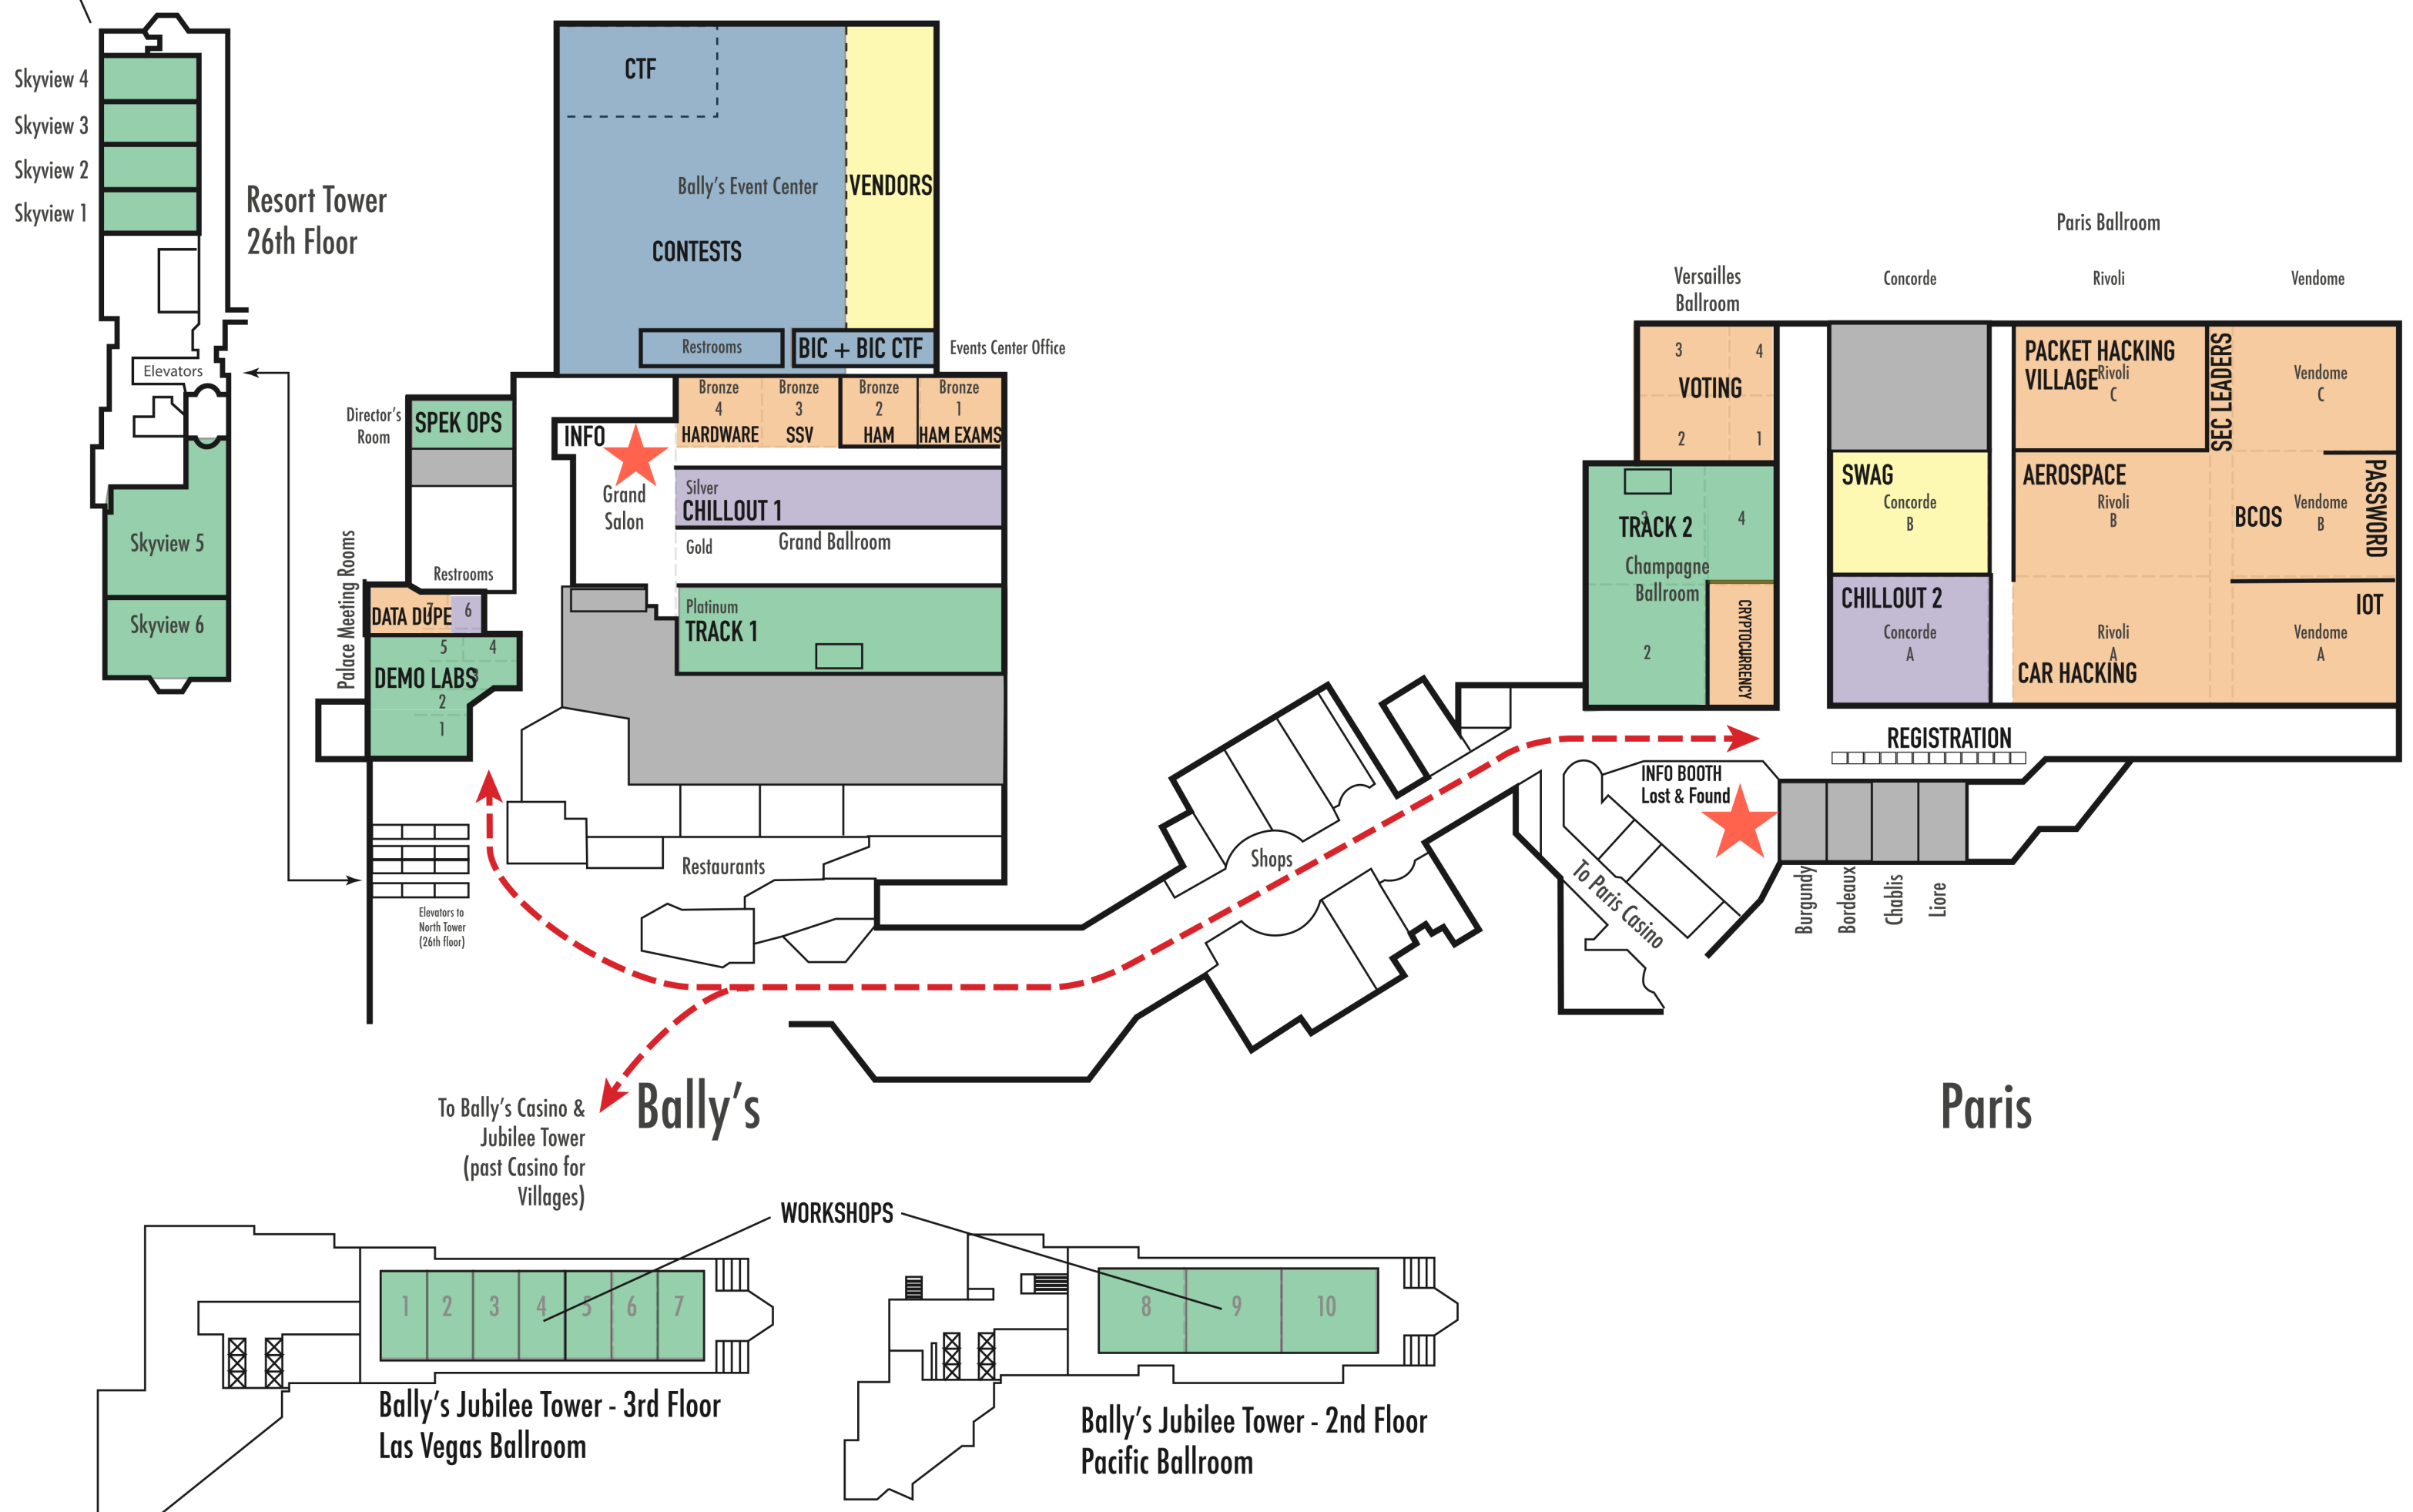 Skyview 4
Skyview 3
Skyview 2
Skyview 1
Resort Tower
26th Floor
Elevators
Skyview 5
Skyview 6
CTF
Bally's Event Center
VENDORS
CONTESTS
Restrooms
BIC + BIC CTF
Events Center Office
Director's
Room
SPEK OPS
INFO
Grand
Salon
Bronze
4
HARDWARE
Bronze
3
SSV
Bronze
2
HAM
Bronze
1
HAM EXAMS
Silver
CHILLOUT 1
Gold
Grand Ballroom
Platinum
TRACK 1
Palace Meeting Rooms
Restrooms
DATA DUPE
7
6
5
4
DEMO LABS
3
2
1
Elevators to
North Tower
(26th floor)
Restaurants
Shops
To Bally's Casino &
Jubilee Tower
(past Casino for
Villages)
Bally's
Versailles
Ballroom
3
4
VOTING
2
1
TRACK 2
3
4
Champagne
Ballroom
2
CRYPTOCURRENCY
Paris Ballroom
Concorde
Rivoli
Vendome
SWAG
Concorde
B
CHILLOUT 2
Concorde
A
PACKET HACKING
VILLAGE
Rivoli
C
SEC LEADERS
Vendome
C
AEROSPACE
Rivoli
B
BCOS
Vendome
B
PASSWORD
IOT
Rivoli
A
CAR HACKING
Vendome
A
REGISTRATION
INFO BOOTH
Lost & Found
To Paris Casino
Burgundy
Bordeaux
Chablis
Liore
Paris
WORKSHOPS
1
2
3
4
5
6
7
Bally's Jubilee Tower - 3rd Floor
Las Vegas Ballroom
8
9
10
Bally's Jubilee Tower - 2nd Floor
Pacific Ballroom